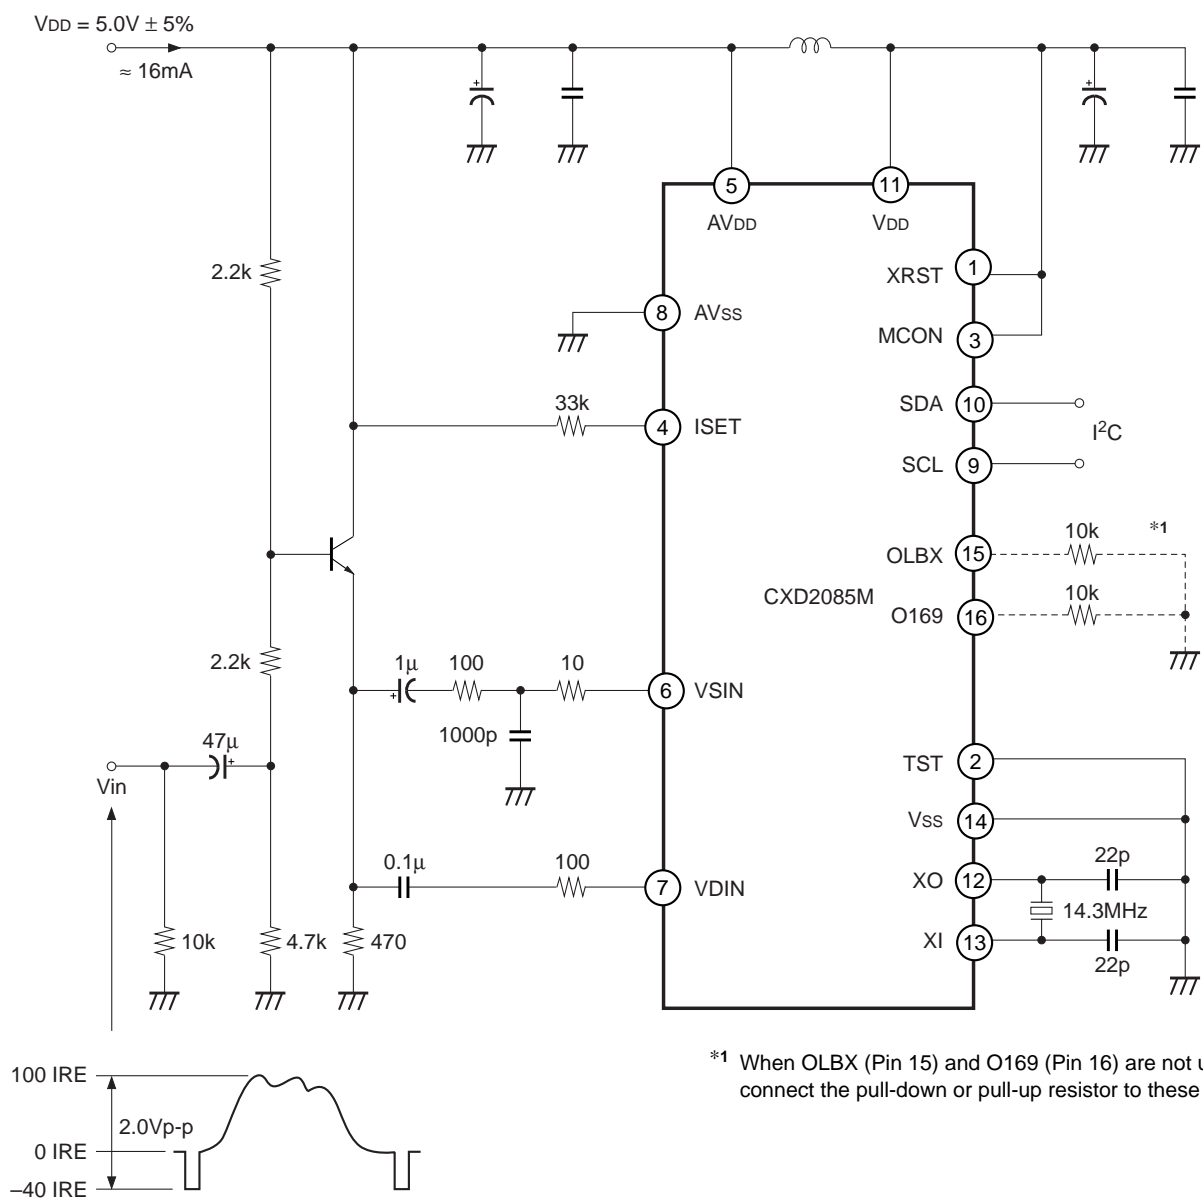 VDD = 5.0V ± 5%
≈ 16mA
5
11
AVDD
VDD
2.2k
XRST
1
8
AVSS
MCON
3
33k
SDA
10
4
ISET
I²C
SCL
9
10k
*1
OLBX
15
CXD2085M
10k
O169
16
2.2k
1μ
100
10
6
VSIN
1000p
47μ
Vin
TST
2
VSS
14
0.1μ
100
22p
7
VDIN
XO
12
14.3MHz
10k
4.7k
470
XI
13
22p
*1 When OLBX (Pin 15) and O169 (Pin 16) are not
connect the pull-down or pull-up resistor to these
100 IRE
2.0Vp-p
0 IRE
–40 IRE